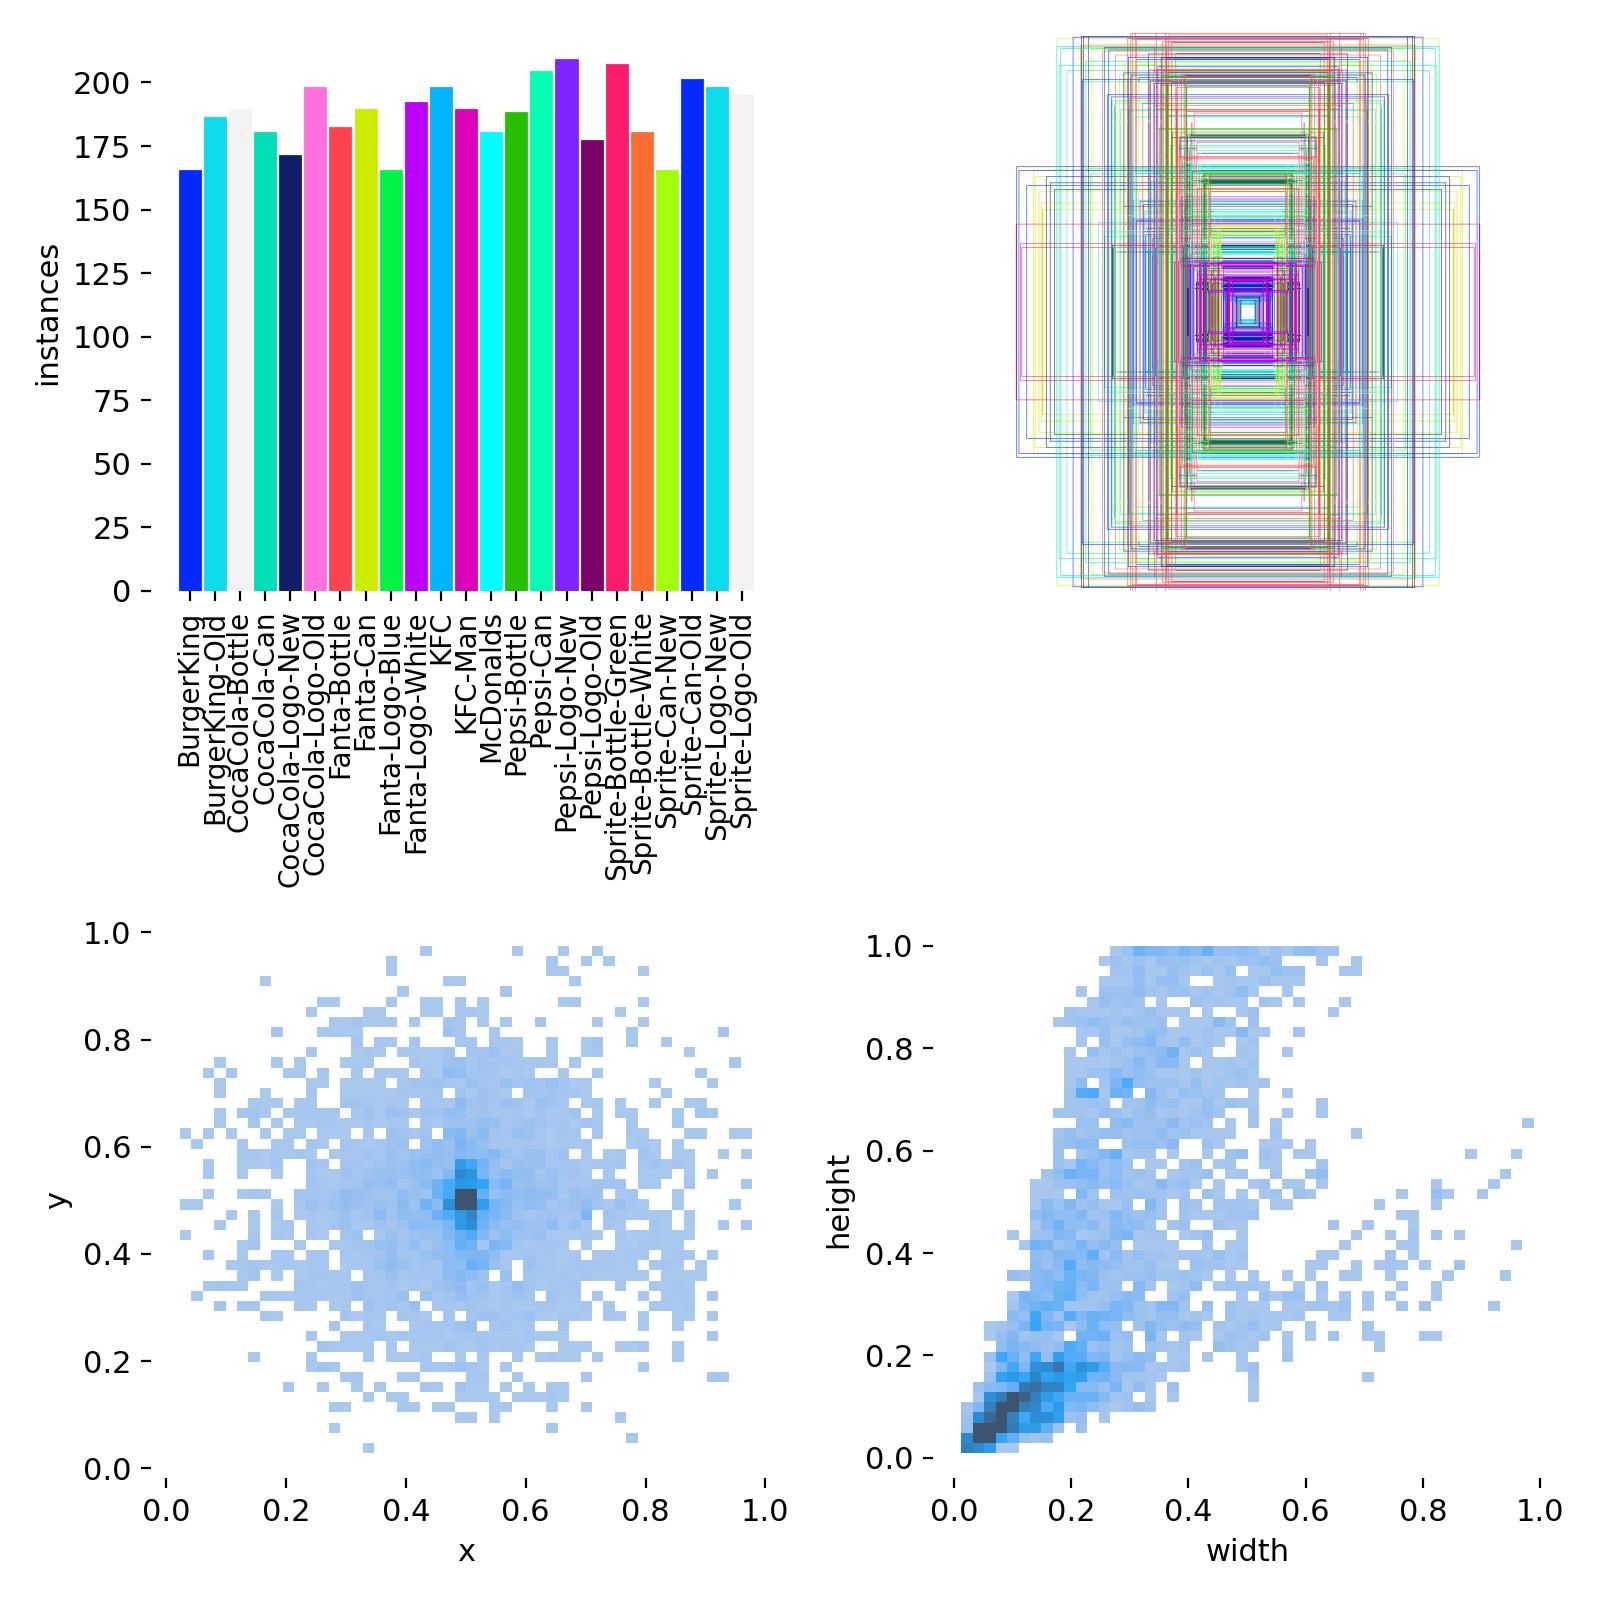 200
175
150
125
100
75
50
25
0
instances
BurgerKing
BurgerKing-Old
CocaCola-Bottle
CocaCola-Can
CocaCola-Logo-New
CocaCola-Logo-Old
Fanta-Bottle
Fanta-Can
Fanta-Logo-Blue
Fanta-Logo-White
KFC
KFC-Man
McDonalds
Pepsi-Bottle
Pepsi-Can
Pepsi-Logo-New
Pepsi-Logo-Old
Sprite-Bottle-Green
Sprite-Bottle-White
Sprite-Can-New
Sprite-Can-Old
Sprite-Logo-New
Sprite-Logo-Old
1.0
0.8
0.6
0.4
0.2
0.0
y
0.0 0.2 0.4 0.6 0.8 1.0
x
1.0
0.8
0.6
0.4
0.2
0.0
height
0.0 0.2 0.4 0.6 0.8 1.0
width